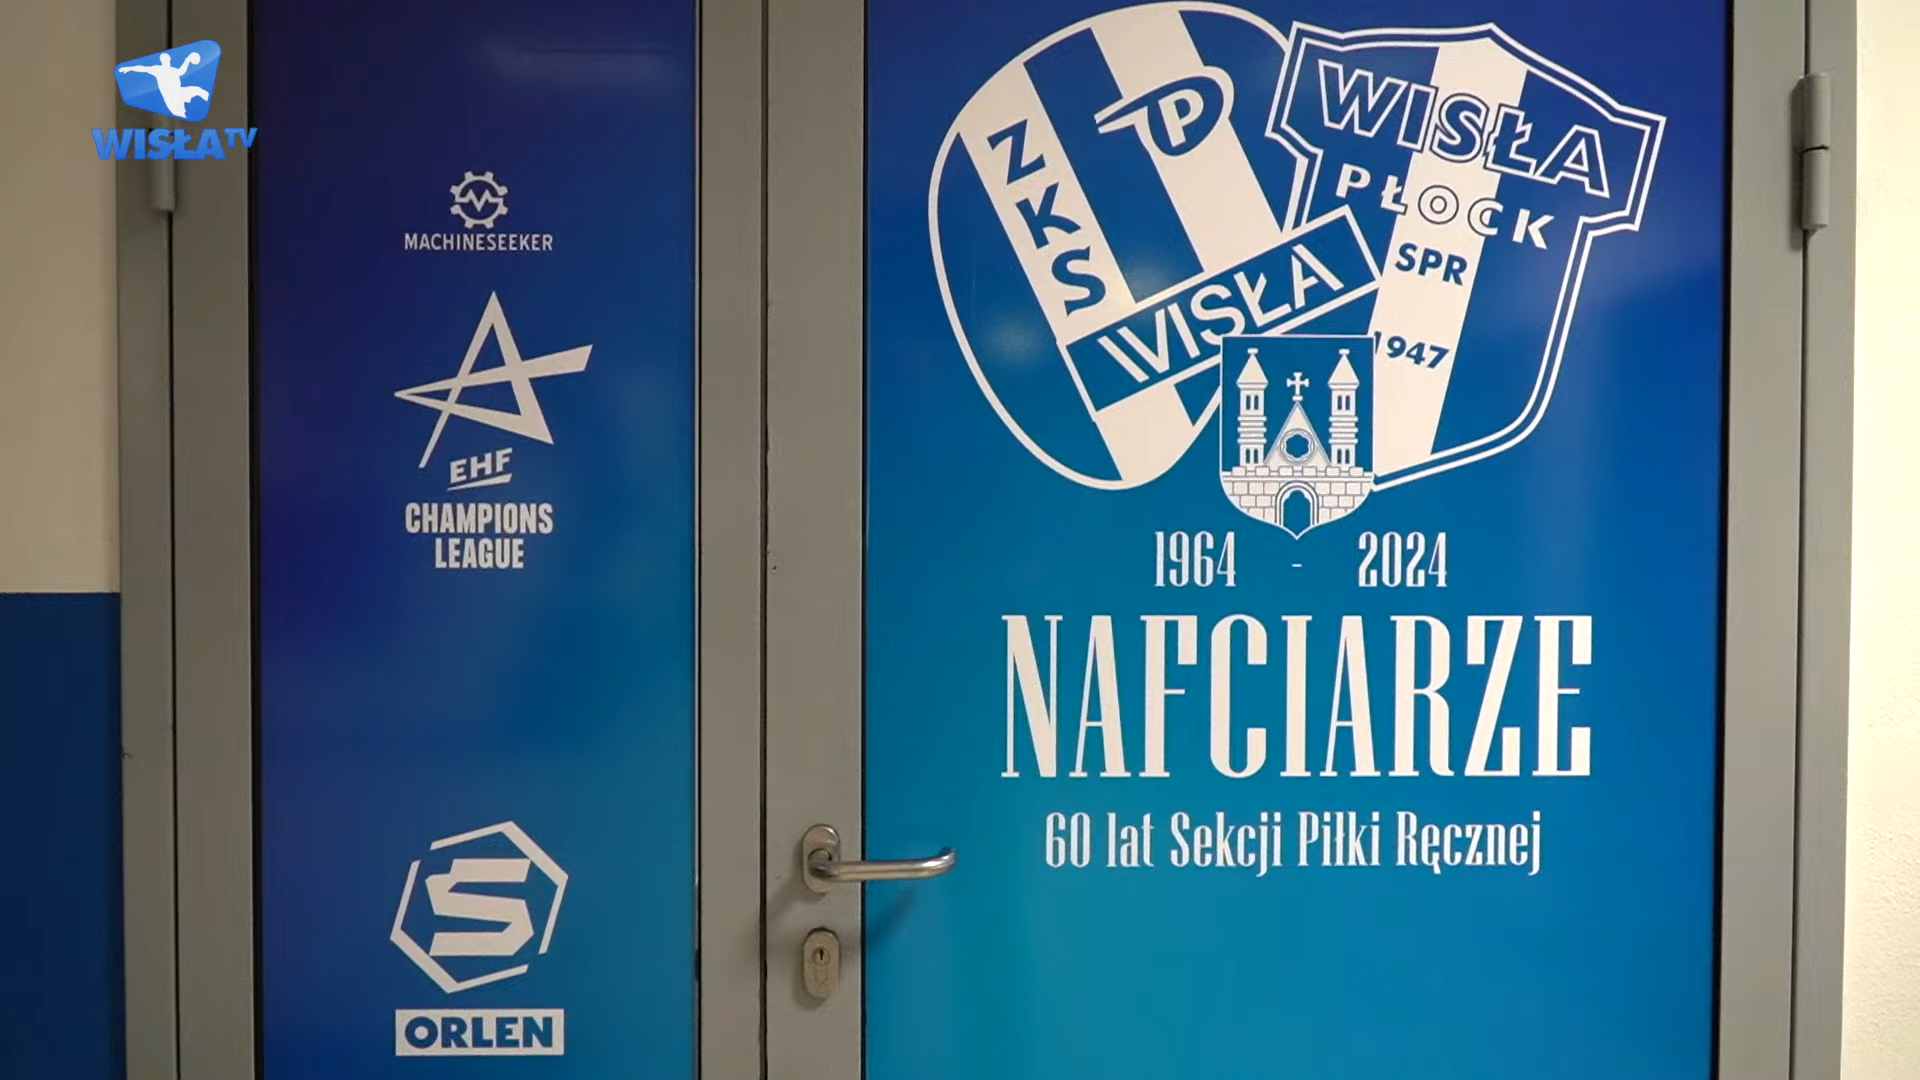 WISŁA TV
MACHINESEEKER
EHF
CHAMPIONS
LEAGUE
S
ORLEN
ZKS
P
WISŁA
WISŁA
PŁOCK
SPR
1947
1964 - 2024
NAFCIARZE
60 lat Sekcji Piłki Ręcznej